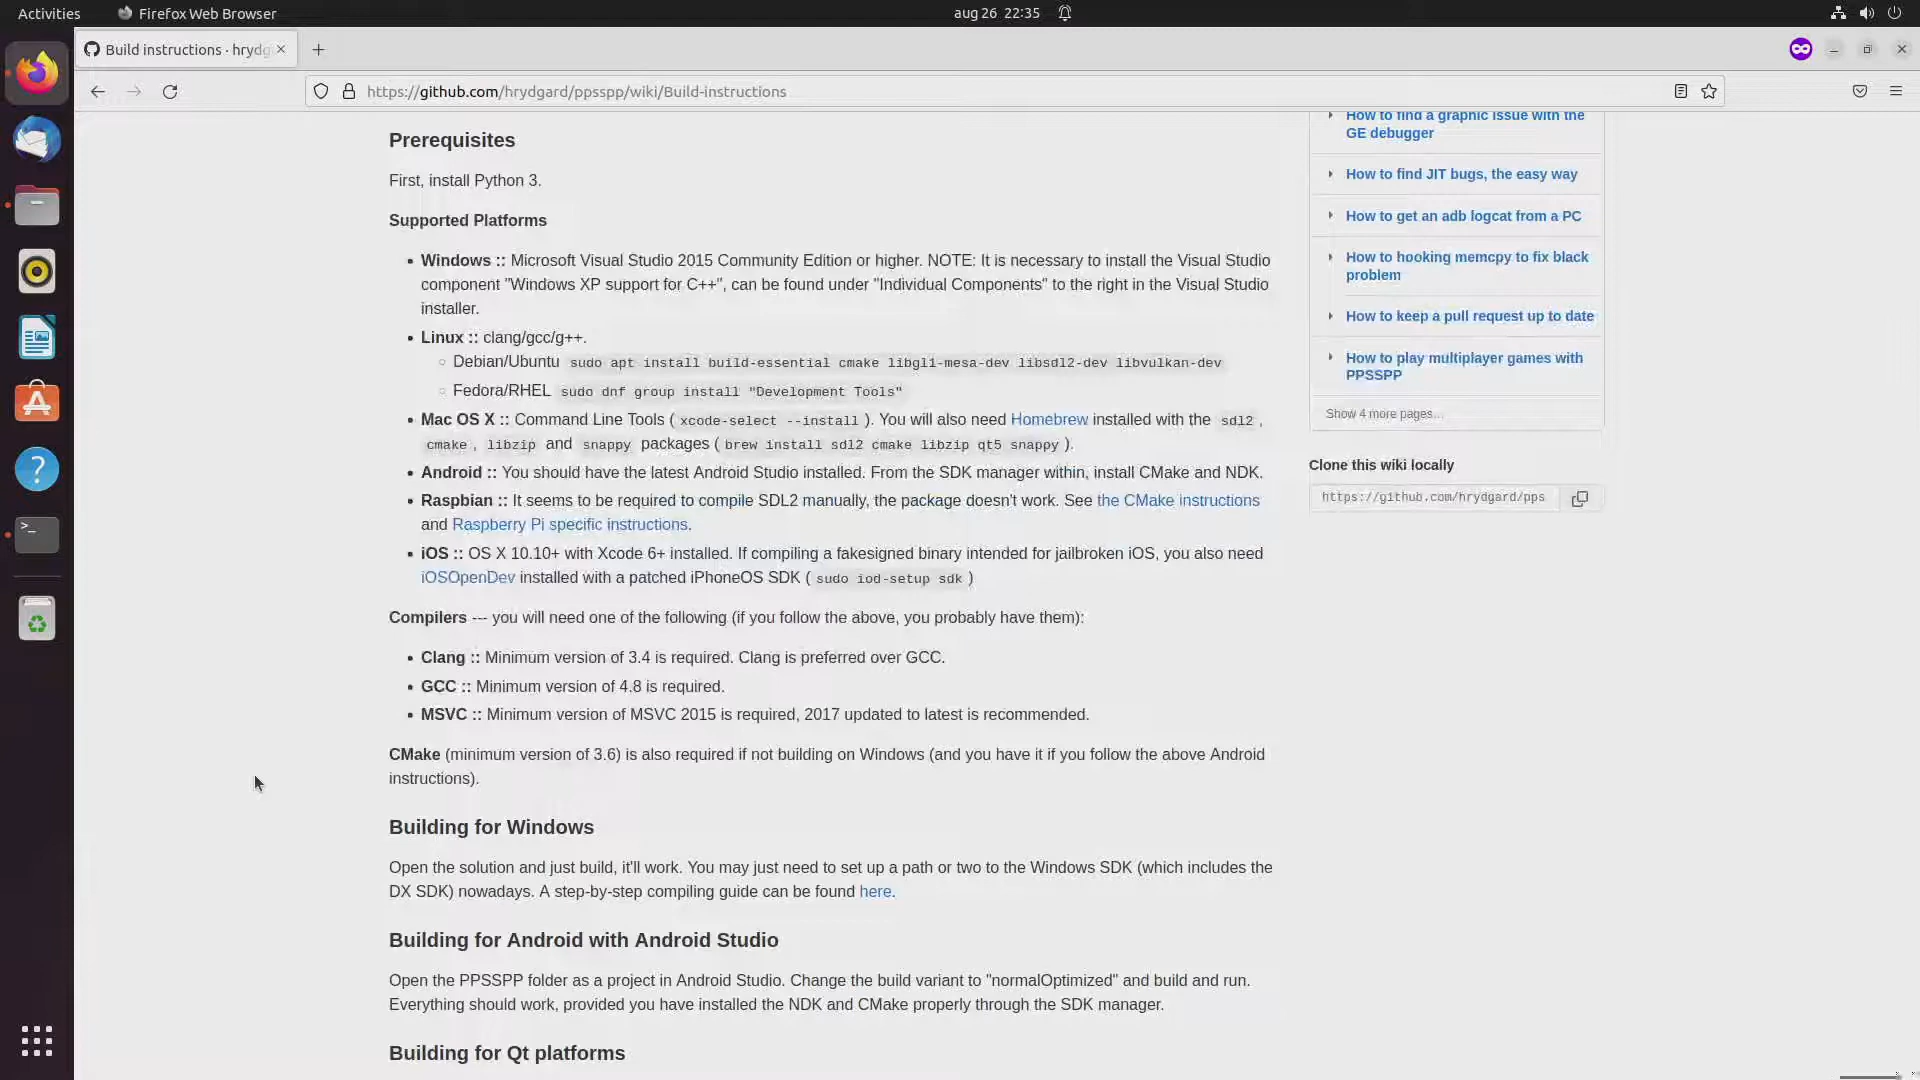 Activities
Firefox Web Browser
aug 26 22:35
Build instructions · hrydg
https://github.com/hrydgard/ppsspp/wiki/Build-instructions
Prerequisites
First, install Python 3.
Supported Platforms
Windows :: Microsoft Visual Studio 2015 Community Edition or higher. NOTE: It is necessary to install the Visual Studio
component "Windows XP support for C++", can be found under "Individual Components" to the right in the Visual Studio
installer.
Linux :: clang/gcc/g++.
Debian/Ubuntu sudo apt install build-essential cmake libgl1-mesa-dev libsdl2-dev libvulkan-dev
Fedora/RHEL sudo dnf group install "Development Tools"
Mac OS X :: Command Line Tools ( xcode-select --install ). You will also need Homebrew installed with the sdl2 ,
cmake , libzip and snappy packages ( brew install sdl2 cmake libzip qt5 snappy ).
Android :: You should have the latest Android Studio installed. From the SDK manager within, install CMake and NDK.
Raspbian :: It seems to be required to compile SDL2 manually, the package doesn't work. See the CMake instructions
and Raspberry Pi specific instructions.
iOS :: OS X 10.10+ with Xcode 6+ installed. If compiling a fakesigned binary intended for jailbroken iOS, you also need
iOSOpenDev installed with a patched iPhoneOS SDK ( sudo iod-setup sdk )
Compilers --- you will need one of the following (if you follow the above, you probably have them):
Clang :: Minimum version of 3.4 is required. Clang is preferred over GCC.
GCC :: Minimum version of 4.8 is required.
MSVC :: Minimum version of MSVC 2015 is required, 2017 updated to latest is recommended.
CMake (minimum version of 3.6) is also required if not building on Windows (and you have it if you follow the above Android
instructions).
Building for Windows
Open the solution and just build, it'll work. You may just need to set up a path or two to the Windows SDK (which includes the
DX SDK) nowadays. A step-by-step compiling guide can be found here.
Building for Android with Android Studio
Open the PPSSPP folder as a project in Android Studio. Change the build variant to "normalOptimized" and build and run.
Everything should work, provided you have installed the NDK and CMake properly through the SDK manager.
Building for Qt platforms
How to find a graphic issue with the
GE debugger
How to find JIT bugs, the easy way
How to get an adb logcat from a PC
How to hooking memcpy to fix black
problem
How to keep a pull request up to date
How to play multiplayer games with
PPSSPP
Show 4 more pages…
Clone this wiki locally
https://github.com/hrydgard/pps